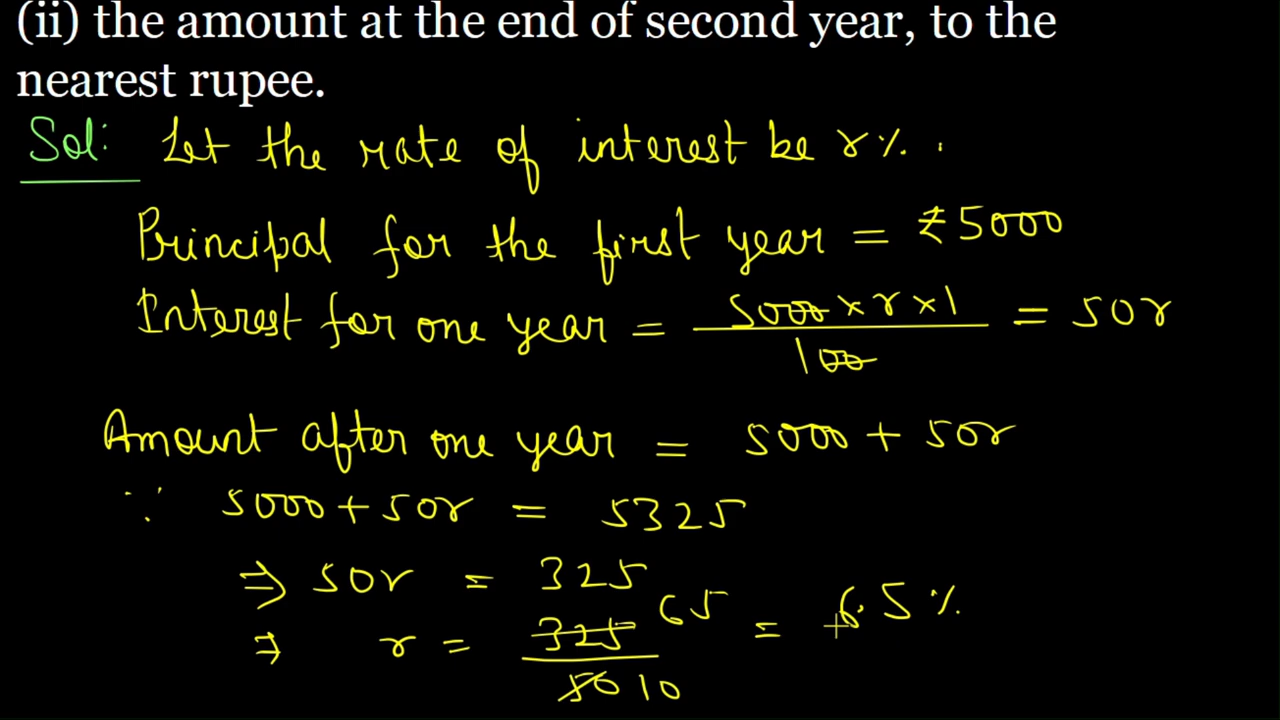 (ii) the amount at the end of second year, to the
nearest rupee.
Sol: Let the rate of interest be r%.
Principal for the first year = ₹5000
Interest for one year = 5000 × r × 1 / 100 = 50r
Amount after one year = 5000 + 50r
∵ 5000 + 50r = 5325
⇒ 50r = 325
⇒ r = 325 65 / 50 10 = 6.5%